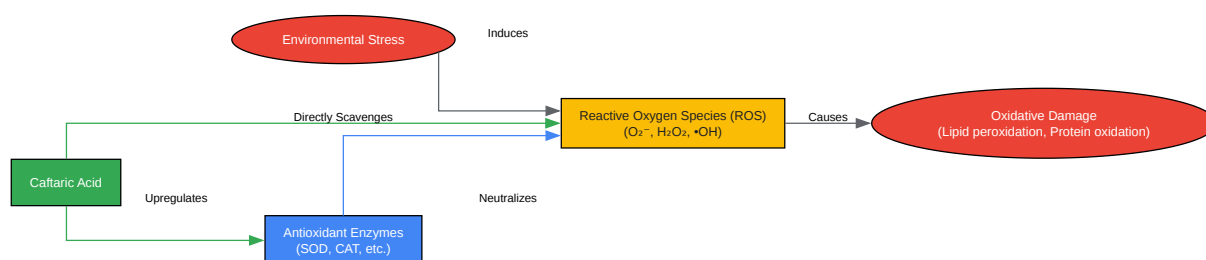 Environmental Stress
Induces
Directly Scavenges
Reactive Oxygen Species (ROS)
(O₂⁻, H₂O₂, •OH)
Causes
Oxidative Damage
(Lipid peroxidation, Protein oxidation)
Caftaric Acid
Upregulates
Neutralizes
Antioxidant Enzymes
(SOD, CAT, etc.)